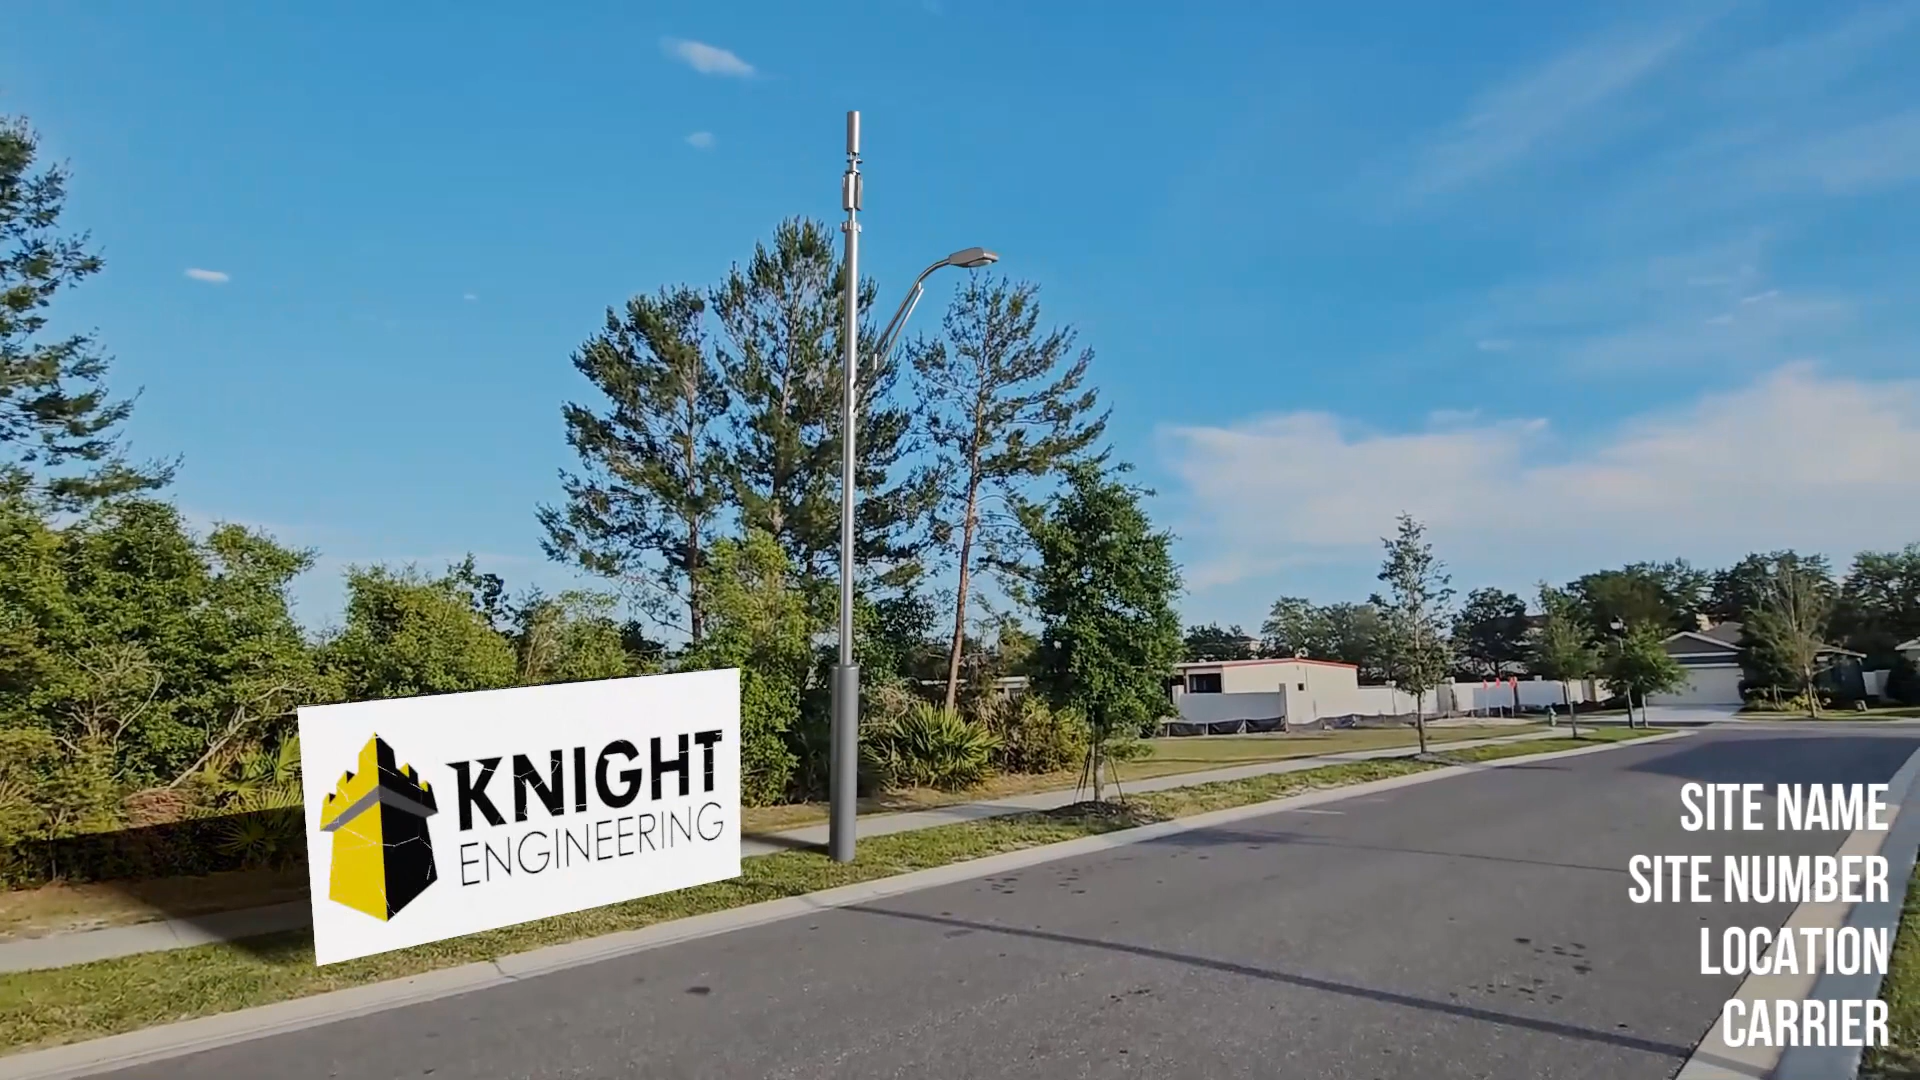 KNIGHT
ENGINEERING
SITE NAME
SITE NUMBER
LOCATION
CARRIER